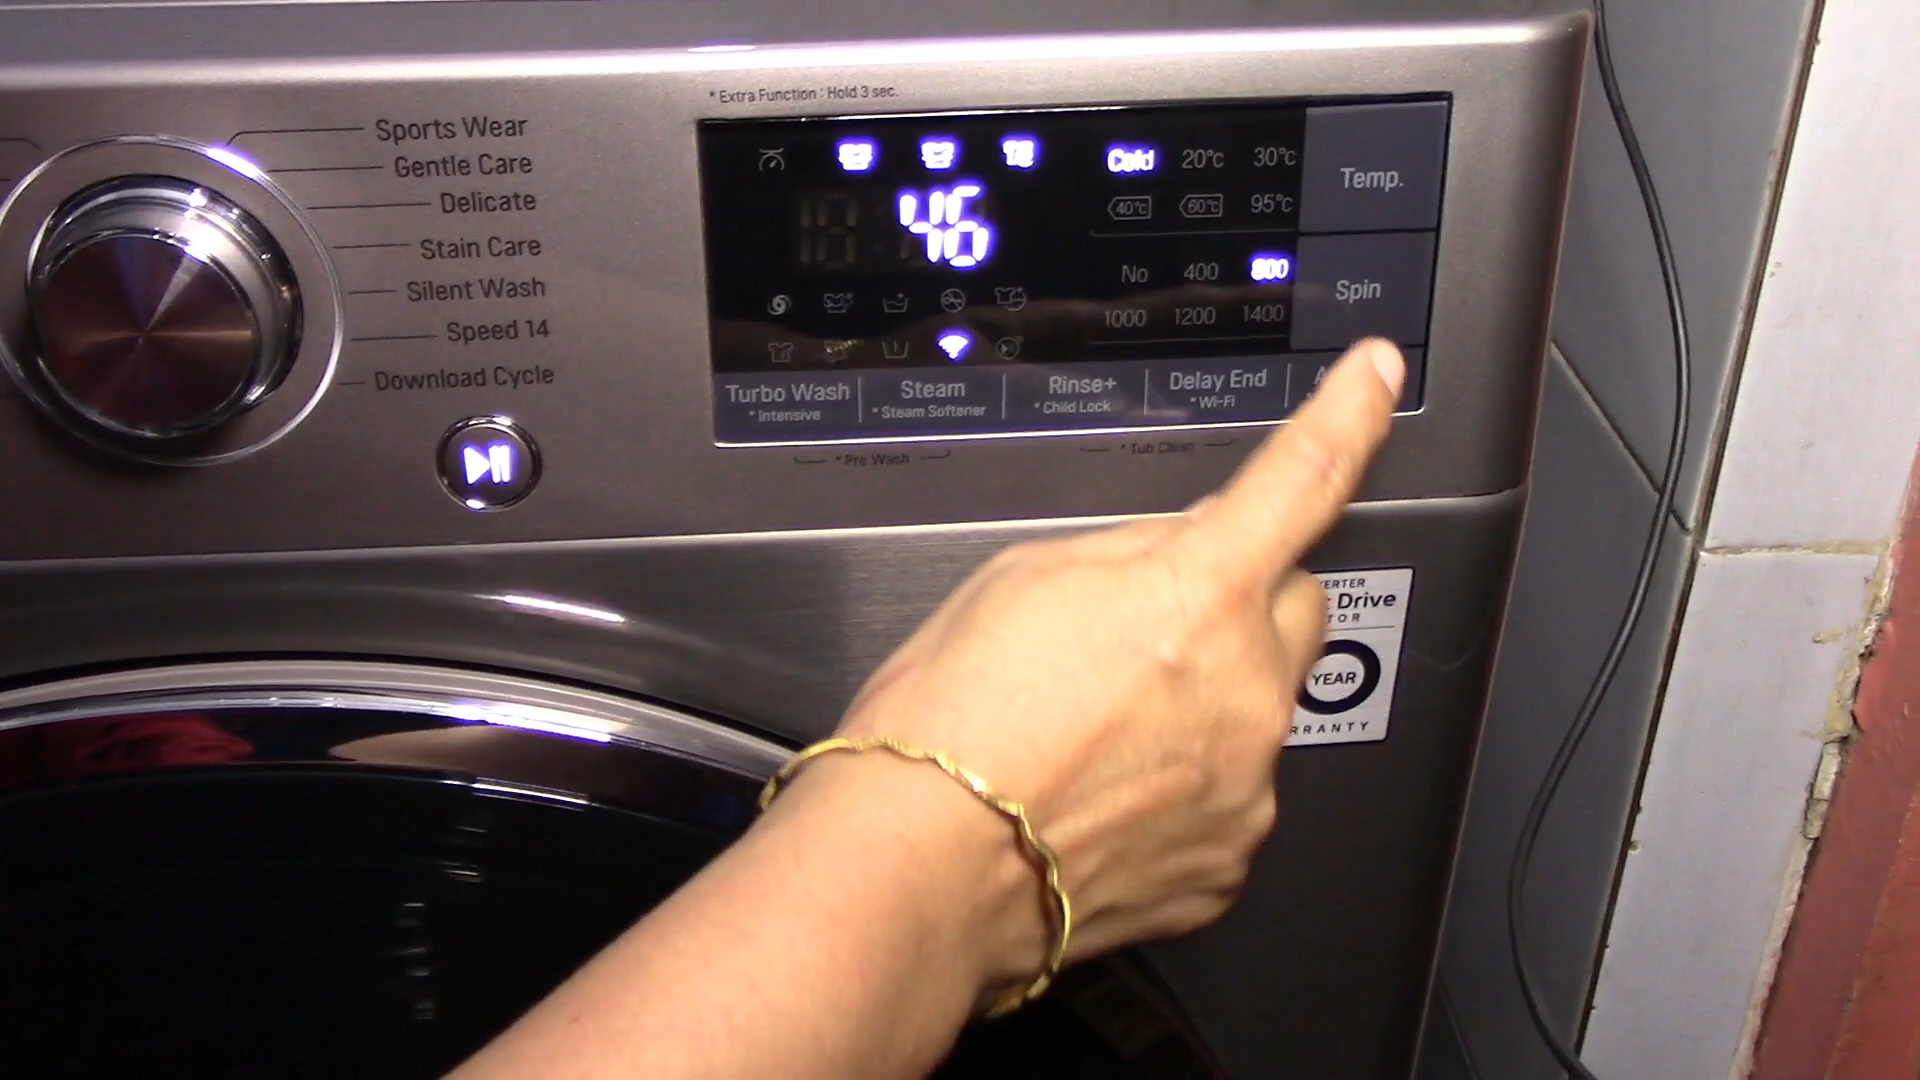 * Extra Function : Hold 3 sec.
Sports Wear
Gentle Care
Delicate
Stain Care
Silent Wash
Speed 14
Download Cycle
46
Cold 20°c 30°c
40°c 60°c 95°c
Temp.
No 400 800
1000 1200 1400
Spin
Turbo Wash
* Intensive
Steam
* Steam Softener
Rinse+
* Child Lock
Delay End
* Wi-Fi
* Pre Wash
* Tub Clean
Drive
YEAR